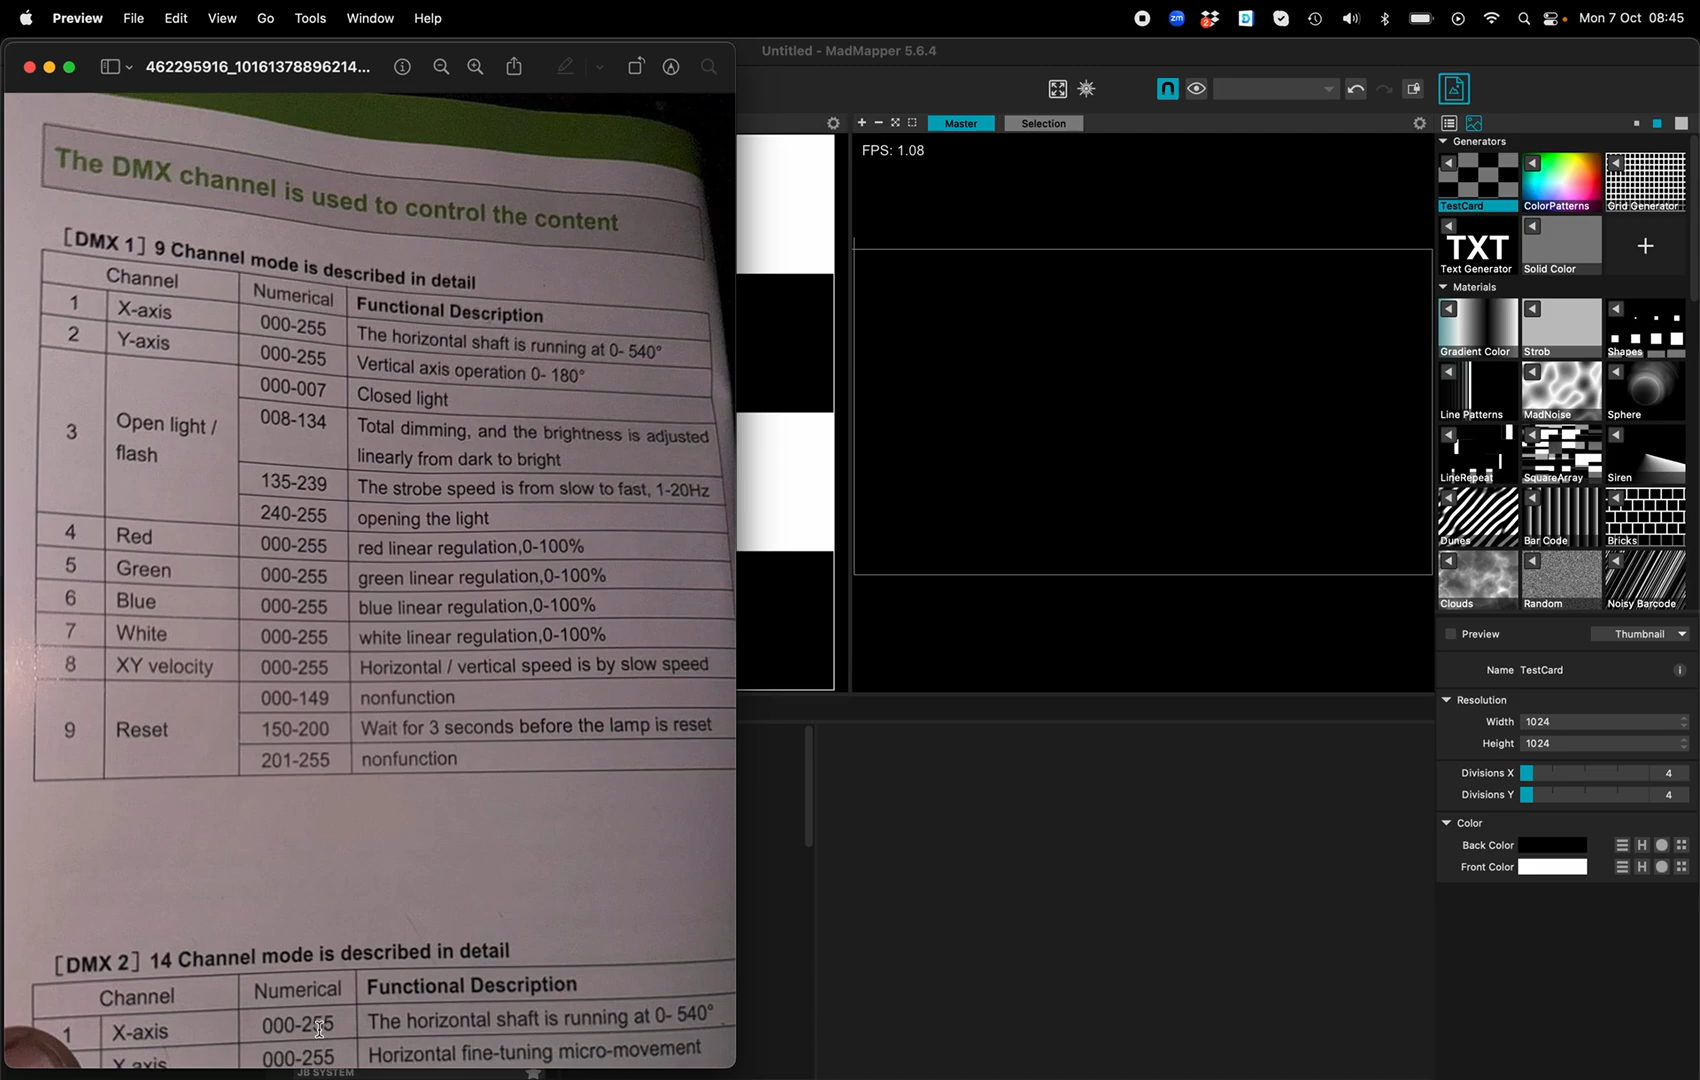 Preview File Edit View Go Tools Window Help
zm 2 D Mon 7 Oct 08:45
462295916_10161378896214...
Untitled - MadMapper 5.6.4
Master Selection
FPS: 1.08
The DMX channel is used to control the content
[DMX 1] 9 Channel mode is described in detail
Channel Numerical Functional Description
1 X-axis 000-255 The horizontal shaft is running at 0- 540°
2 Y-axis 000-255 Vertical axis operation 0- 180°
3 Open light / flash 000-007 Closed light
008-134 Total dimming, and the brightness is adjusted
linearly from dark to bright
135-239 The strobe speed is from slow to fast, 1-20Hz
240-255 opening the light
4 Red 000-255 red linear regulation,0-100%
5 Green 000-255 green linear regulation,0-100%
6 Blue 000-255 blue linear regulation,0-100%
7 White 000-255 white linear regulation,0-100%
8 XY velocity 000-255 Horizontal / vertical speed is by slow speed
9 Reset 000-149 nonfunction
150-200 Wait for 3 seconds before the lamp is reset
201-255 nonfunction
[DMX 2] 14 Channel mode is described in detail
Channel Numerical Functional Description
1 X-axis 000-255 The horizontal shaft is running at 0- 540°
Y axis 000-255 Horizontal fine-tuning micro-movement
JB SYSTEM
Generators
TestCard ColorPatterns Grid Generator
TXT
Text Generator Solid Color
Materials
Gradient Color Strob Shapes
Line Patterns MadNoise Sphere
LineRepeat SquareArray Siren
Dunes Bar Code Bricks
Clouds Random Noisy Barcode
Preview Thumbnail
Name TestCard
Resolution
Width 1024
Height 1024
Divisions X 4
Divisions Y 4
Color
Back Color H
Front Color H